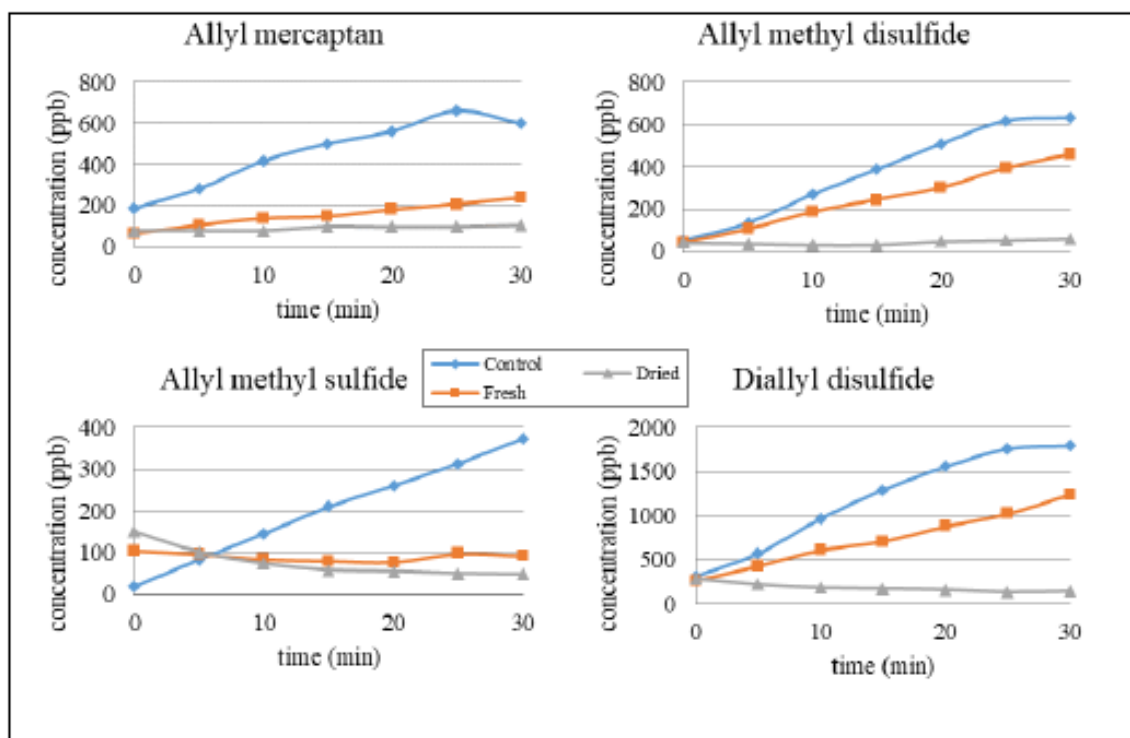 Allyl mercaptan
concentration (ppb)
800
600
400
200
0
0 10 20 30
time (min)
Allyl methyl disulfide
concentration (ppb)
800
600
400
200
0
0 10 20 30
time (min)
Allyl methyl sulfide
Control
Fresh
Dried
concentration (ppb)
400
300
200
100
0
0 10 20 30
time (min)
Diallyl disulfide
concentration (ppb)
2000
1500
1000
500
0
0 10 20 30
time (min)